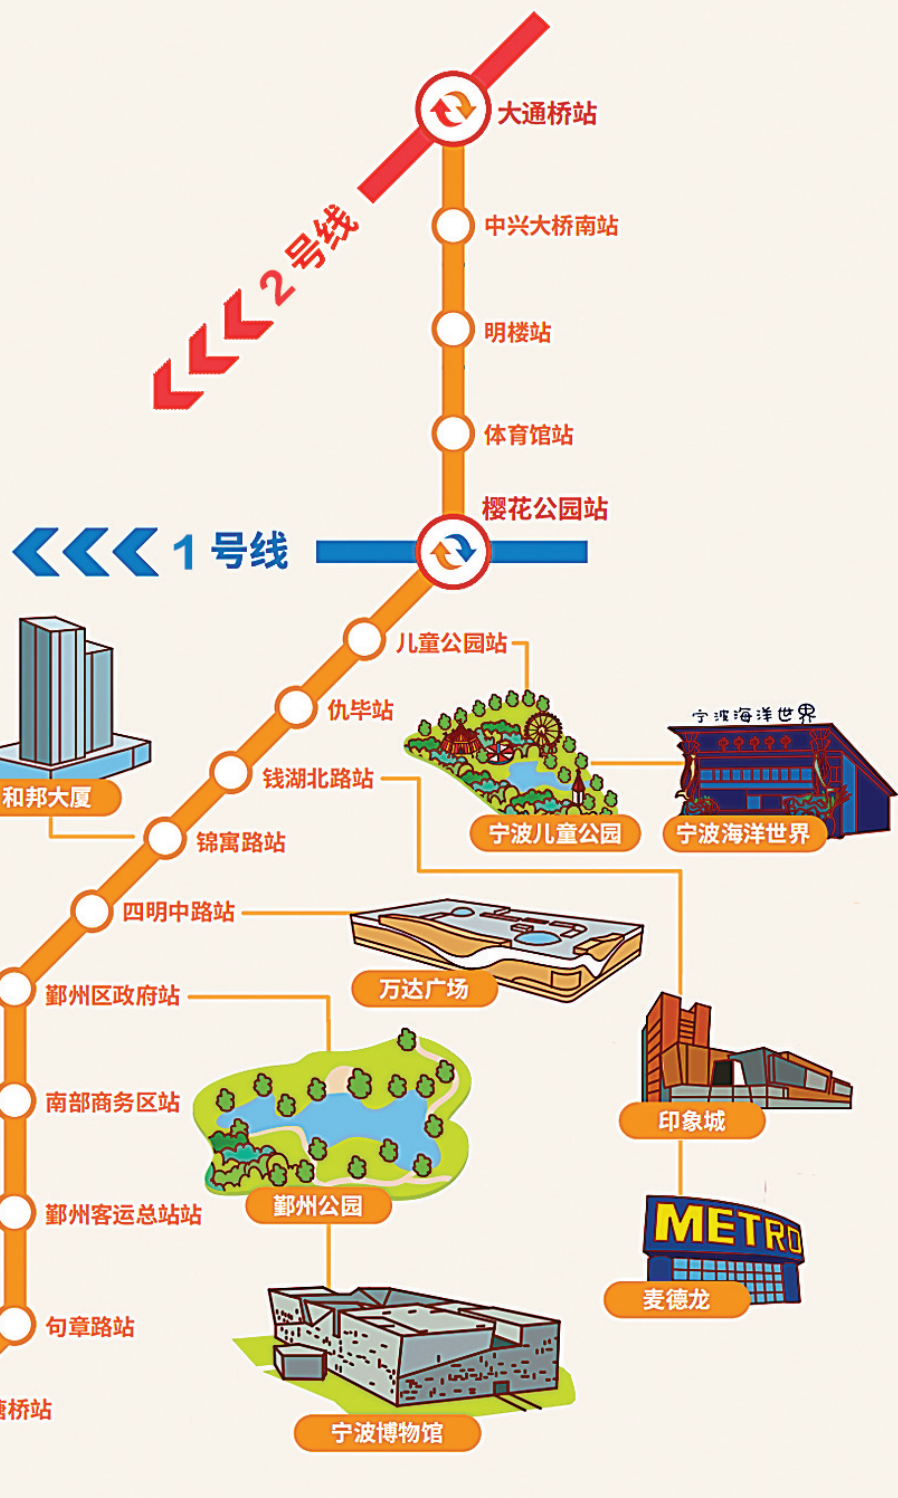 大通桥站
中兴大桥南站
2号线
明楼站
体育馆站
樱花公园站
1号线
儿童公园站
仇毕站
宁波海洋世界
钱湖北路站
和邦大厦
宁波儿童公园
宁波海洋世界
锦寓路站
四明中路站
万达广场
鄞州区政府站
南部商务区站
印象城
鄞州公园
鄞州客运总站站
METRO
麦德龙
句章路站
桥站
宁波博物馆